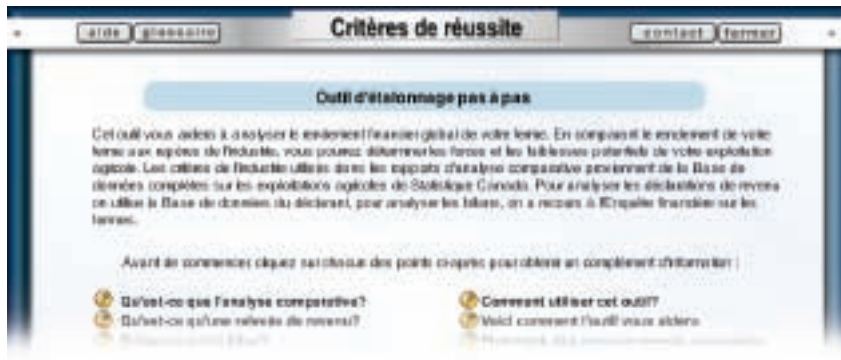 aide glossaire Critères de réussite contact fermer
Outil d'étalonnage pas à pas
Cet outil vous aidera à analyser le rendement financier global de votre ferme. En comparant le rendement de votre
ferme aux repères de l'industrie, vous pourrez déterminer les forces et les faiblesses potentiels de votre exploitation
agricole. Les critères de l'industrie utilisés dans les rapports d'analyse comparative proviennent de la Base de
données complètes sur les exploitations agricoles de Statistique Canada. Pour analyser les déclarations de revenu
on utilise la Base de données du déclarant, pour analyser les bilans, on a recours à l'Enquête financière sur les
fermes.
Avant de commencer cliquez sur chacun des points ci-après pour obtenir un complément d'information :
Qu'est-ce que l'analyse comparative? Comment utiliser cet outil?
Qu'est-ce qu'une relevée de revenu? Voici comment l'outil vous aidera